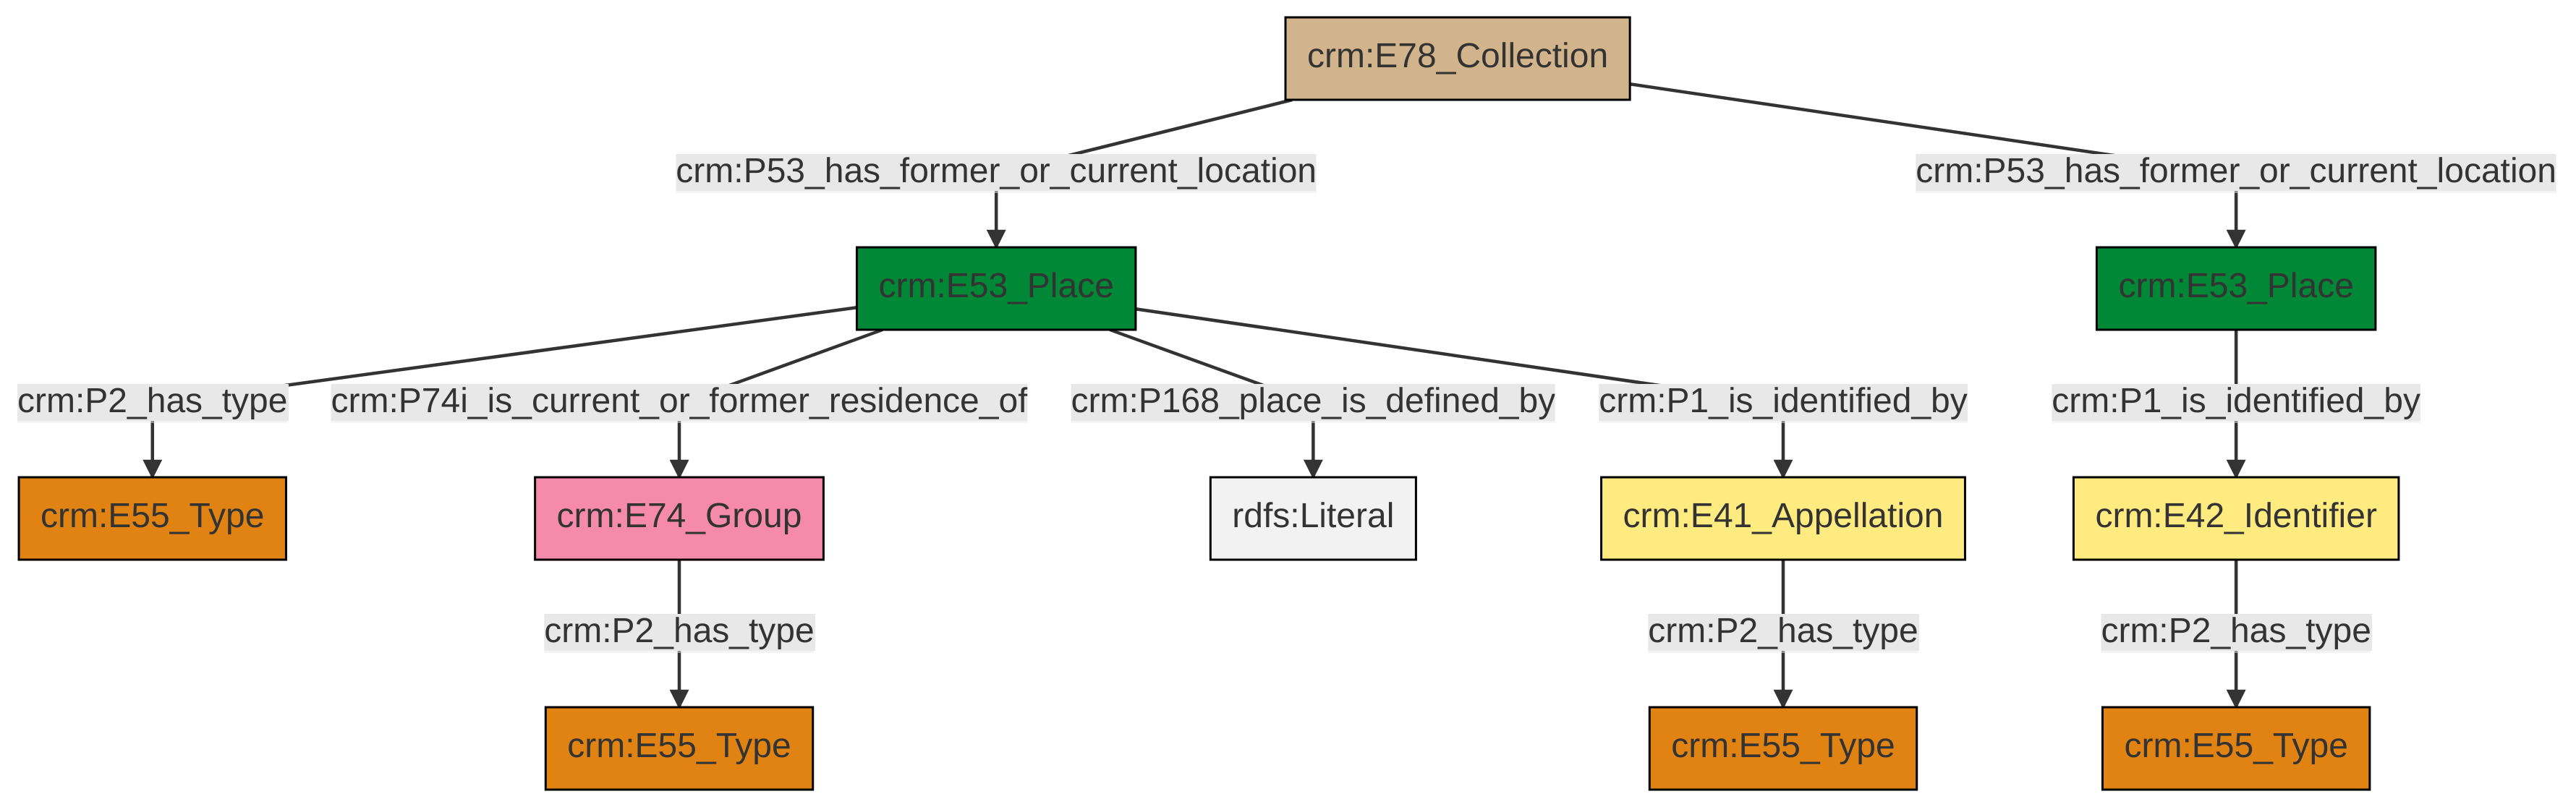 crm:E78_Collection
crm:P53_has_former_or_current_location
crm:P53_has_former_or_current_location
crm:E53_Place
crm:E53_Place
crm:P2_has_type
crm:P74i_is_current_or_former_residence_of
crm:P168_place_is_defined_by
crm:P1_is_identified_by
crm:P1_is_identified_by
crm:E55_Type
crm:E74_Group
rdfs:Literal
crm:E41_Appellation
crm:E42_Identifier
crm:P2_has_type
crm:P2_has_type
crm:P2_has_type
crm:E55_Type
crm:E55_Type
crm:E55_Type